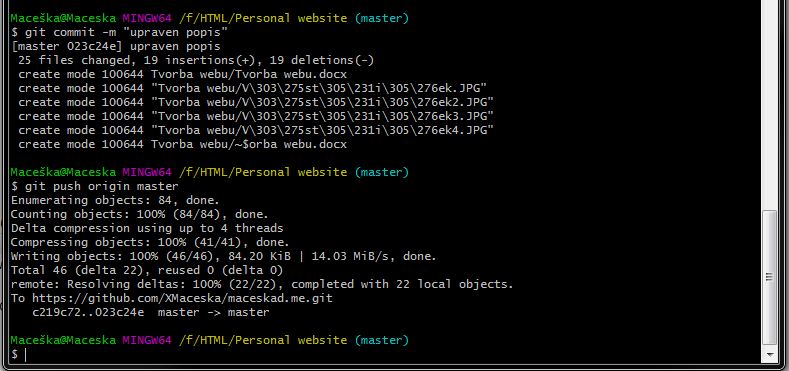 Maceška@Maceska MINGW64 /f/HTML/Personal website (master)
$ git commit -m "upraven popis"
[master 023c24e] upraven popis
 25 files changed, 19 insertions(+), 19 deletions(-)
 create mode 100644 Tvorba webu/Tvorba webu.docx
 create mode 100644 "Tvorba webu/V\303\275st\305\231i\305\276ek.JPG"
 create mode 100644 "Tvorba webu/V\303\275st\305\231i\305\276ek2.JPG"
 create mode 100644 "Tvorba webu/V\303\275st\305\231i\305\276ek3.JPG"
 create mode 100644 "Tvorba webu/V\303\275st\305\231i\305\276ek4.JPG"
 create mode 100644 Tvorba webu/~$orba webu.docx
Maceška@Maceska MINGW64 /f/HTML/Personal website (master)
$ git push origin master
Enumerating objects: 84, done.
Counting objects: 100% (84/84), done.
Delta compression using up to 4 threads
Compressing objects: 100% (41/41), done.
Writing objects: 100% (46/46), 84.20 KiB | 14.03 MiB/s, done.
Total 46 (delta 22), reused 0 (delta 0)
remote: Resolving deltas: 100% (22/22), completed with 22 local objects.
To https://github.com/XMaceska/maceskad.me.git
   c219c72..023c24e  master -> master
Maceška@Maceska MINGW64 /f/HTML/Personal website (master)
$